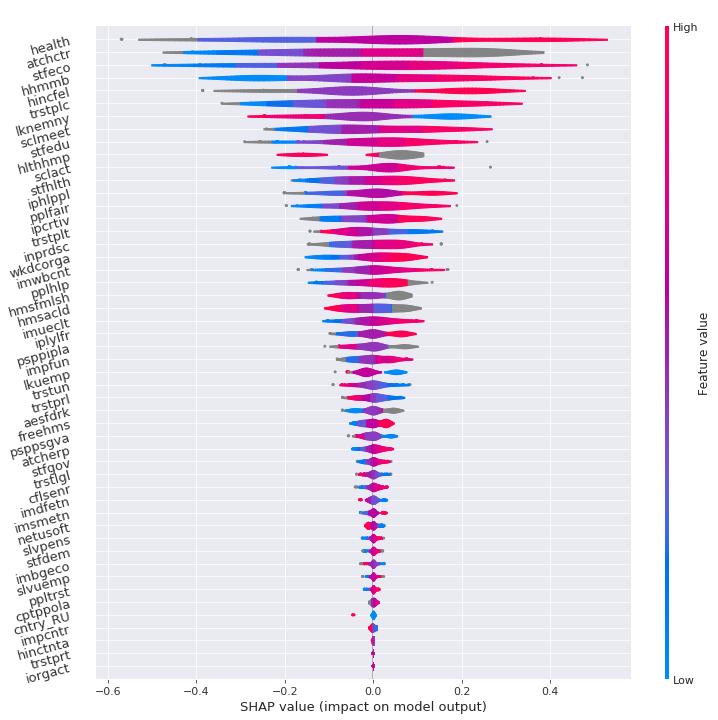 High
health
atchctr
stfeco
hhmmb
hincfel
trstplc
lknemny
sclmeet
stfedu
hlthhmp
sclact
stfhlth
iphlppl
pplfair
ipcrtiv
trstplt
inprdsc
wkdcorga
imwbcnt
pplhlp
hmsfmlsh
hmsacld
imueclt
iplylfr
psppipla
impfun
lkuemp
trstun
trstprl
aesfdrk
freehms
psppsgva
atcherp
stfgov
trstlgl
cflsenr
imdfetn
imsmetn
netusoft
slvpens
stfdem
imbgeco
slvuemp
ppltrst
cptppola
cntry_RU
impcntr
hinctnta
trstprt
iorgact
Feature value
Low
−0.6 −0.4 −0.2 0.0 0.2 0.4
SHAP value (impact on model output)